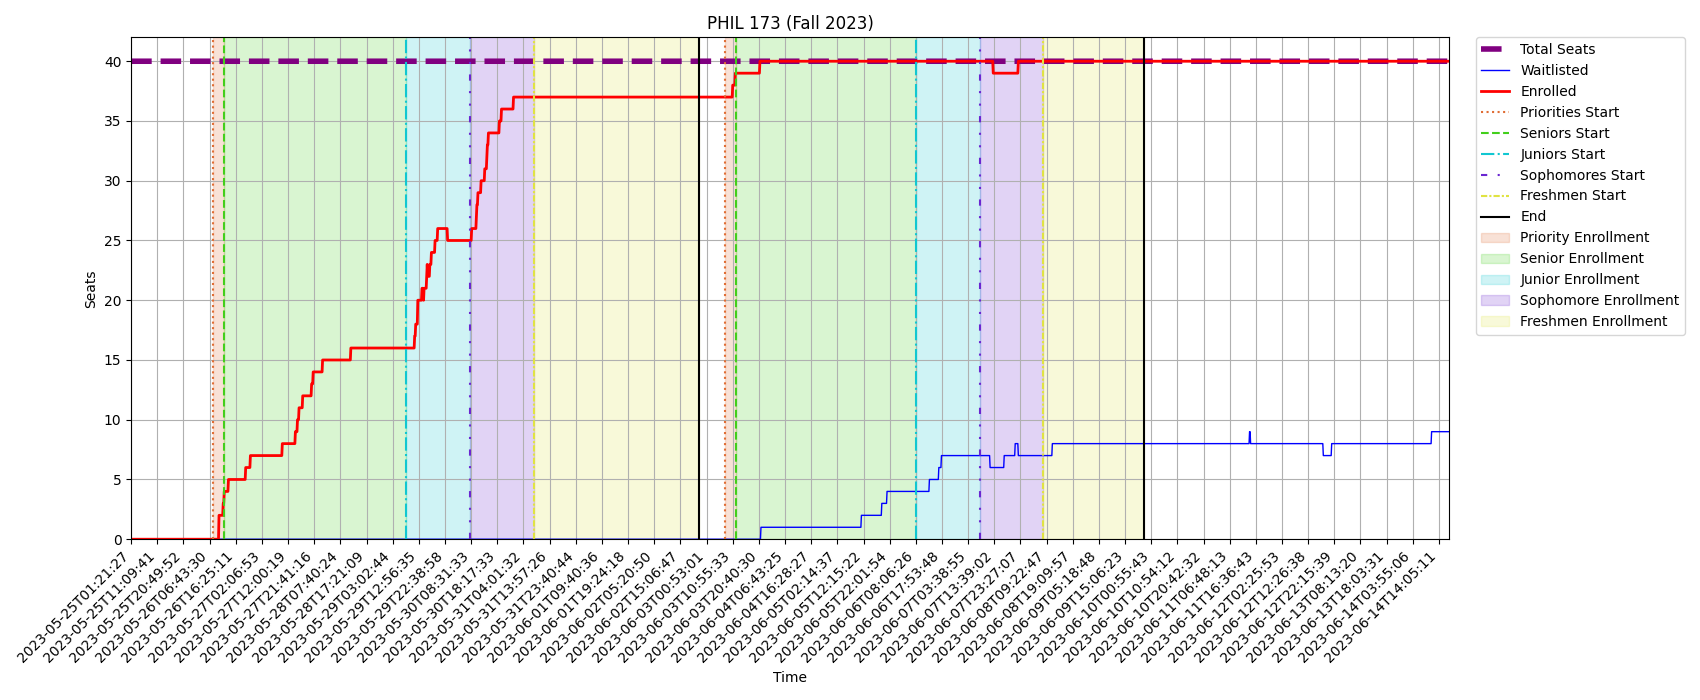 PHIL 173 (Fall 2023)
Seats
40
35
30
25
20
15
10
5
0
2023-05-25T01:21:27
2023-05-25T11:09:41
2023-05-25T20:49:52
2023-05-26T06:43:30
2023-05-26T16:25:11
2023-05-27T02:06:53
2023-05-27T12:00:19
2023-05-27T21:41:16
2023-05-28T07:40:24
2023-05-28T17:21:09
2023-05-29T03:02:44
2023-05-29T12:56:35
2023-05-29T22:38:58
2023-05-30T08:31:33
2023-05-30T18:17:33
2023-05-31T04:01:32
2023-05-31T13:57:26
2023-05-31T23:40:44
2023-06-01T09:40:36
2023-06-01T19:24:18
2023-06-02T05:20:50
2023-06-02T15:06:47
2023-06-03T00:53:01
2023-06-03T10:55:33
2023-06-03T20:40:30
2023-06-04T06:43:25
2023-06-04T16:28:27
2023-06-05T02:14:37
2023-06-05T12:15:22
2023-06-05T22:01:54
2023-06-06T08:06:26
2023-06-06T17:53:48
2023-06-07T03:38:55
2023-06-07T13:39:02
2023-06-07T23:27:07
2023-06-08T09:22:47
2023-06-08T19:09:57
2023-06-09T05:18:48
2023-06-09T15:06:23
2023-06-10T00:55:43
2023-06-10T10:54:12
2023-06-10T20:42:32
2023-06-11T06:48:13
2023-06-11T16:36:43
2023-06-12T02:25:53
2023-06-12T12:26:38
2023-06-12T22:15:39
2023-06-13T08:13:20
2023-06-13T18:03:31
2023-06-14T03:55:06
2023-06-14T14:05:11
Time
Total Seats
Waitlisted
Enrolled
Priorities Start
Seniors Start
Juniors Start
Sophomores Start
Freshmen Start
End
Priority Enrollment
Senior Enrollment
Junior Enrollment
Sophomore Enrollment
Freshmen Enrollment